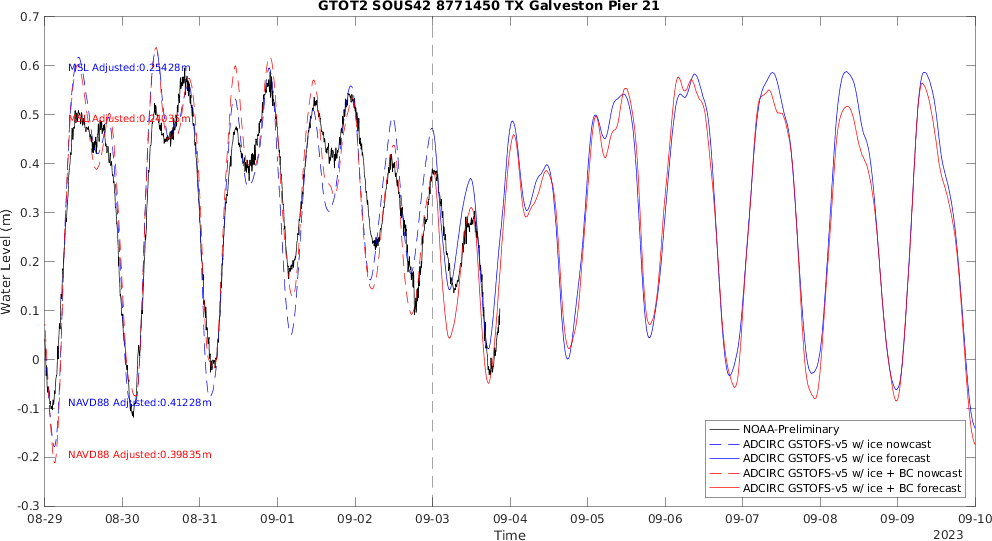 GTOT2 SOUS42 8771450 TX Galveston Pier 21
Water Level (m)
0.7
0.6
0.5
0.4
0.3
0.2
0.1
0
-0.1
-0.2
-0.3
MSL Adjusted:0.25428m
MSL Adjusted:0.24035m
NAVD88 Adjusted:0.41228m
NAVD88 Adjusted:0.39835m
NOAA-Preliminary
ADCIRC GSTOFS-v5 w/ ice nowcast
ADCIRC GSTOFS-v5 w/ ice forecast
ADCIRC GSTOFS-v5 w/ ice + BC nowcast
ADCIRC GSTOFS-v5 w/ ice + BC forecast
08-29 08-30 08-31 09-01 09-02 09-03 09-04 09-05 09-06 09-07 09-08 09-09 09-10
Time
2023